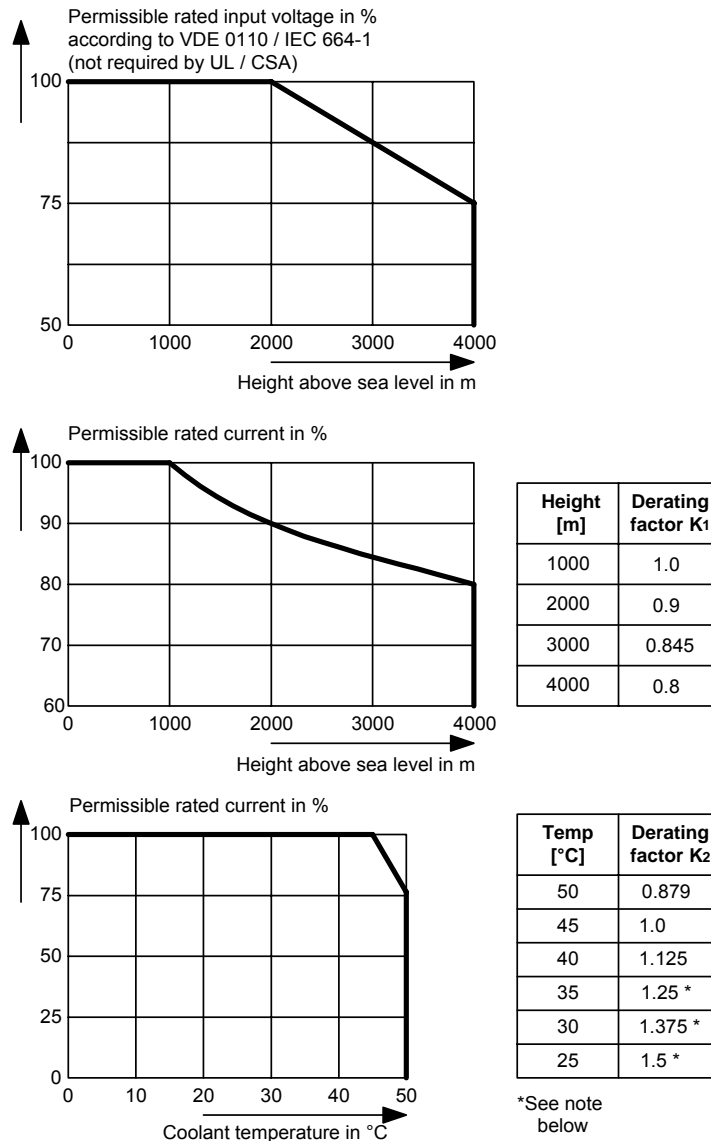 Permissible rated input voltage in %
according to VDE 0110 / IEC 664-1
(not required by UL / CSA)
100
75
50
0 1000 2000 3000 4000
Height above sea level in m
Permissible rated current in %
100
90
80
70
60
0 1000 2000 3000 4000
Height above sea level in m
Height [m] Derating factor K1
1000 1.0
2000 0.9
3000 0.845
4000 0.8
Permissible rated current in %
100
75
50
25
0
0 10 20 30 40 50
Coolant temperature in °C
Temp [°C] Derating factor K2
50 0.879
45 1.0
40 1.125
35 1.25 *
30 1.375 *
25 1.5 *
*See note
below